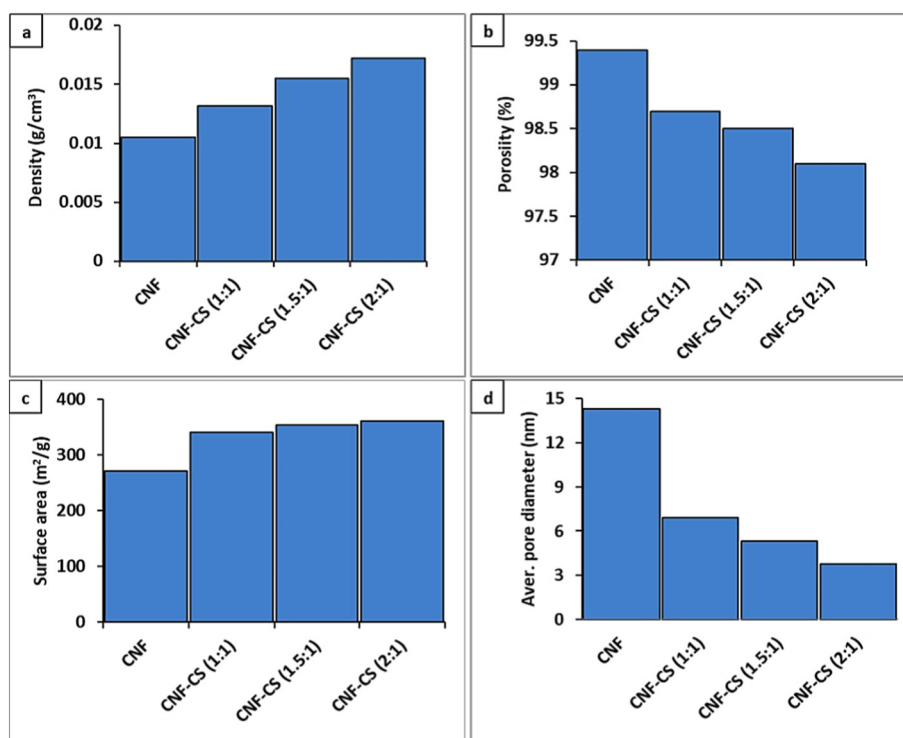 a
0.02
0.015
0.01
0.005
0
Density (g/cm³)
CNF
CNF-CS (1:1)
CNF-CS (1.5:1)
CNF-CS (2:1)
b
99.5
99
98.5
98
97.5
97
Porosiity (%)
CNF
CNF-CS (1:1)
CNF-CS (1.5:1)
CNF-CS (2:1)
c
400
300
200
100
0
Surface area (m²/g)
CNF
CNF-CS (1:1)
CNF-CS (1.5:1)
CNF-CS (2:1)
d
15
12
9
6
3
0
Aver. pore diameter (nm)
CNF
CNF-CS (1:1)
CNF-CS (1.5:1)
CNF-CS (2:1)